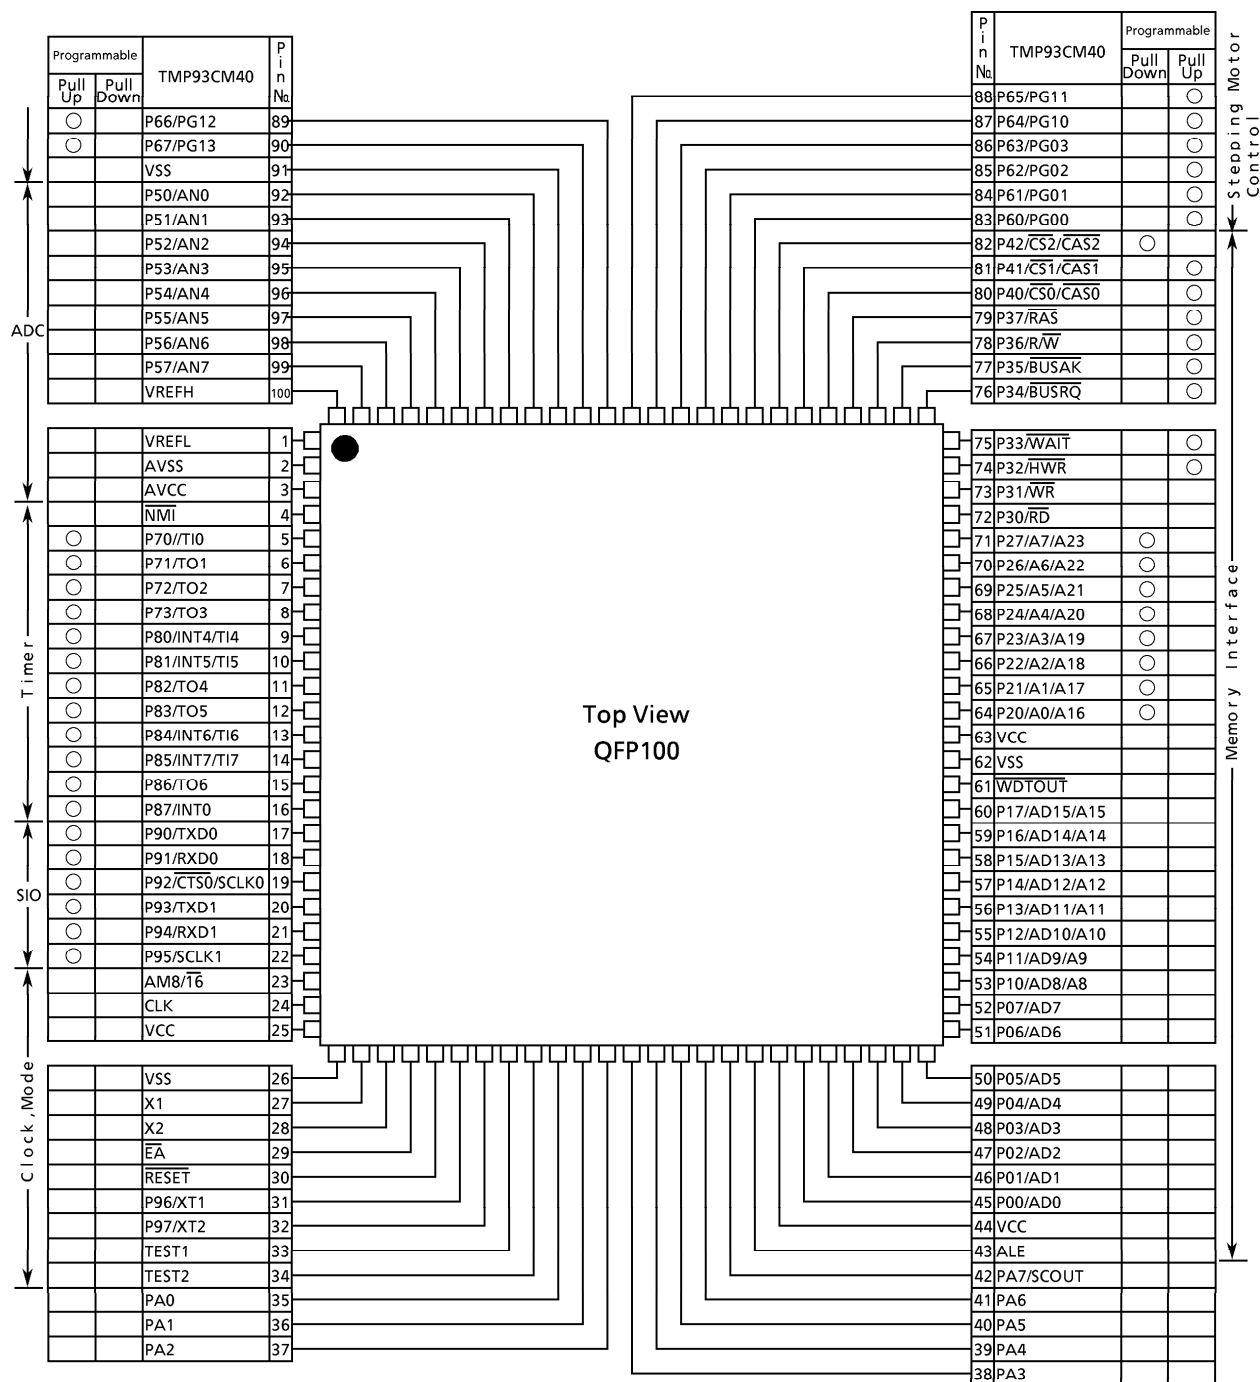 Programmable
Pull Up
Pull Down
TMP93CM40
Pin No.
P66/PG12 89
P67/PG13 90
VSS 91
P50/AN0 92
P51/AN1 93
P52/AN2 94
P53/AN3 95
P54/AN4 96
P55/AN5 97
P56/AN6 98
P57/AN7 99
VREFH 100
VREFL 1
AVSS 2
AVCC 3
NMI 4
P70//TI0 5
P71/TO1 6
P72/TO2 7
P73/TO3 8
P80/INT4/TI4 9
P81/INT5/TI5 10
P82/TO4 11
P83/TO5 12
P84/INT6/TI6 13
P85/INT7/TI7 14
P86/TO6 15
P87/INT0 16
P90/TXD0 17
P91/RXD0 18
P92/CTS0/SCLK0 19
P93/TXD1 20
P94/RXD1 21
P95/SCLK1 22
AM8/16 23
CLK 24
VCC 25
VSS 26
X1 27
X2 28
EA 29
RESET 30
P96/XT1 31
P97/XT2 32
TEST1 33
TEST2 34
PA0 35
PA1 36
PA2 37
ADC
Timer
SIO
Clock, Mode
Top View
QFP100
Pin No.
TMP93CM40
Programmable
Pull Down
Pull Up
88 P65/PG11
87 P64/PG10
86 P63/PG03
85 P62/PG02
84 P61/PG01
83 P60/PG00
82 P42/CS2/CAS2
81 P41/CS1/CAS1
80 P40/CS0/CAS0
79 P37/RAS
78 P36/R/W
77 P35/BUSAK
76 P34/BUSRQ
75 P33/WAIT
74 P32/HWR
73 P31/WR
72 P30/RD
71 P27/A7/A23
70 P26/A6/A22
69 P25/A5/A21
68 P24/A4/A20
67 P23/A3/A19
66 P22/A2/A18
65 P21/A1/A17
64 P20/A0/A16
63 VCC
62 VSS
61 WDTOUT
60 P17/AD15/A15
59 P16/AD14/A14
58 P15/AD13/A13
57 P14/AD12/A12
56 P13/AD11/A11
55 P12/AD10/A10
54 P11/AD9/A9
53 P10/AD8/A8
52 P07/AD7
51 P06/AD6
50 P05/AD5
49 P04/AD4
48 P03/AD3
47 P02/AD2
46 P01/AD1
45 P00/AD0
44 VCC
43 ALE
42 PA7/SCOUT
41 PA6
40 PA5
39 PA4
38 PA3
Stepping Motor
Control
Memory Interface